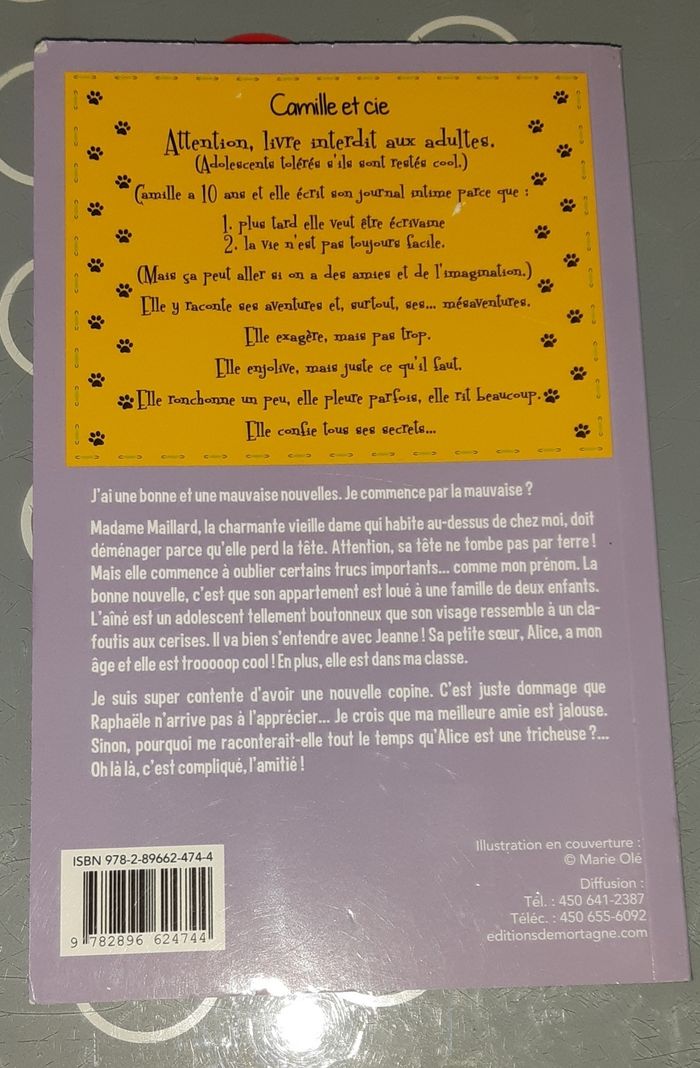 Camille et cie
Attention, livre interdit aux adultes.
(Adolescents tolérés s'ils sont restés cool.)
Camille a 10 ans et elle écrit son journal intime parce que :
1. plus tard elle veut être écrivaine
2. la vie n'est pas toujours facile.
(Mais ça peut aller si on a des amies et de l'imagination.)
Elle y raconte ses aventures et, surtout, ses... mésaventures.
Elle exagère, mais pas trop.
Elle enjolive, mais juste ce qu'il faut.
Elle ronchonne un peu, elle pleure parfois, elle rit beaucoup.
Elle confie tous ses secrets...
J'ai une bonne et une mauvaise nouvelles. Je commence par la mauvaise ?
Madame Maillard, la charmante vieille dame qui habite au-dessus de chez moi, doit
déménager parce qu'elle perd la tête. Attention, sa tête ne tombe pas par terre !
Mais elle commence à oublier certains trucs importants... comme mon prénom. La
bonne nouvelle, c'est que son appartement est loué à une famille de deux enfants.
L'aîné est un adolescent tellement boutonneux que son visage ressemble à un cla-
foutis aux cerises. Il va bien s'entendre avec Jeanne ! Sa petite sœur, Alice, a mon
âge et elle est trooooop cool ! En plus, elle est dans ma classe.
Je suis super contente d'avoir une nouvelle copine. C'est juste dommage que
Raphaële n'arrive pas à l'apprécier... Je crois que ma meilleure amie est jalouse.
Sinon, pourquoi me raconterait-elle tout le temps qu'Alice est une tricheuse ?...
Oh là là, c'est compliqué, l'amitié !
ISBN 978-2-89662-474-4
9 782896 624744
Illustration en couverture :
© Marie Olé
Diffusion :
Tél. : 450 641-2387
Téléc. : 450 655-6092
editionsdemortagne.com